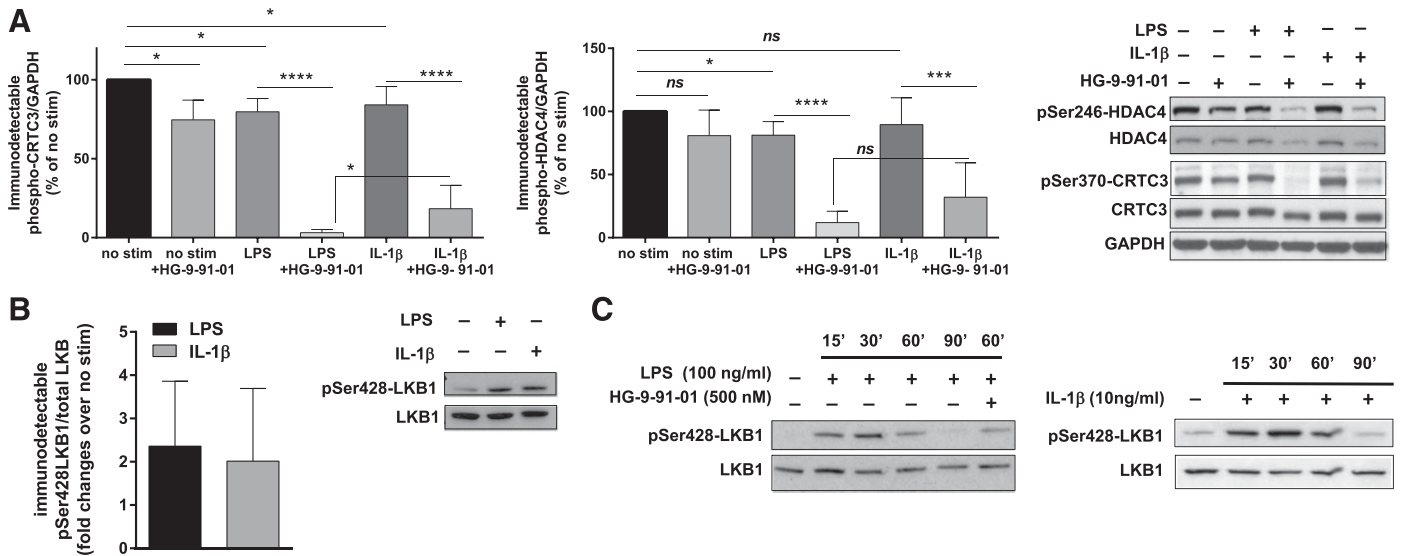 A
Immunodetectable
phospho-CRTC3/GAPDH
(% of no stim)
100
50
0
*
*
*
****
****
*
no stim
no stim
+HG-9-91-01
LPS
LPS
+HG-9-91-01
IL-1β
IL-1β
+HG-9- 91-01
Immunodetectable
phospho-HDAC4/GAPDH
(% of no stim)
150
100
50
0
ns
*
ns
****
***
ns
no stim
no stim
+HG-9-91-01
LPS
LPS
+HG-9-91-01
IL-1β
IL-1β
+HG-9- 91-01
LPS – – + + – –
IL-1β – – – – + +
HG-9-91-01 – + – + – +
pSer246-HDAC4
HDAC4
pSer370-CRTC3
CRTC3
GAPDH
B
immunodetectable
pSer428LKB1/total LKB
(fold changes over no stim)
5
4
3
2
1
0
LPS
IL-1β
LPS – + –
IL-1β – – +
pSer428-LKB1
LKB1
C
15’ 30’ 60’ 90’ 60’
LPS (100 ng/ml) – + + + + +
HG-9-91-01 (500 nM) – – – – – +
pSer428-LKB1
LKB1
15’ 30’ 60’ 90’
IL-1β (10ng/ml) – + + + +
pSer428-LKB1
LKB1